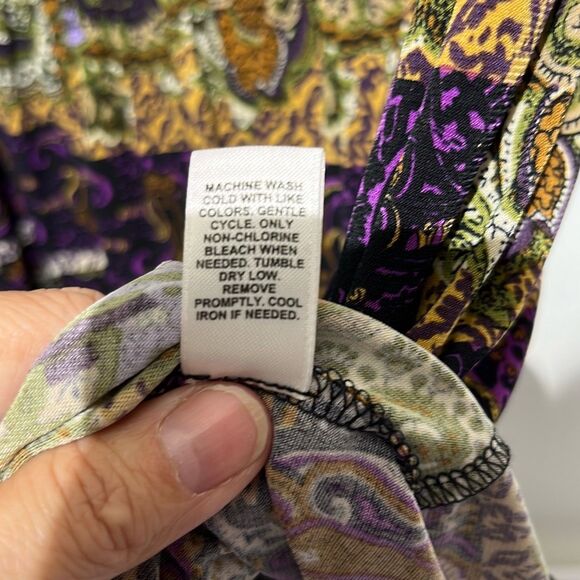 MACHINE WASH
COLD WITH LIKE
COLORS. GENTLE
CYCLE. ONLY
NON-CHLORINE
BLEACH WHEN
NEEDED. TUMBLE
DRY LOW.
REMOVE
PROMPTLY. COOL
IRON IF NEEDED.